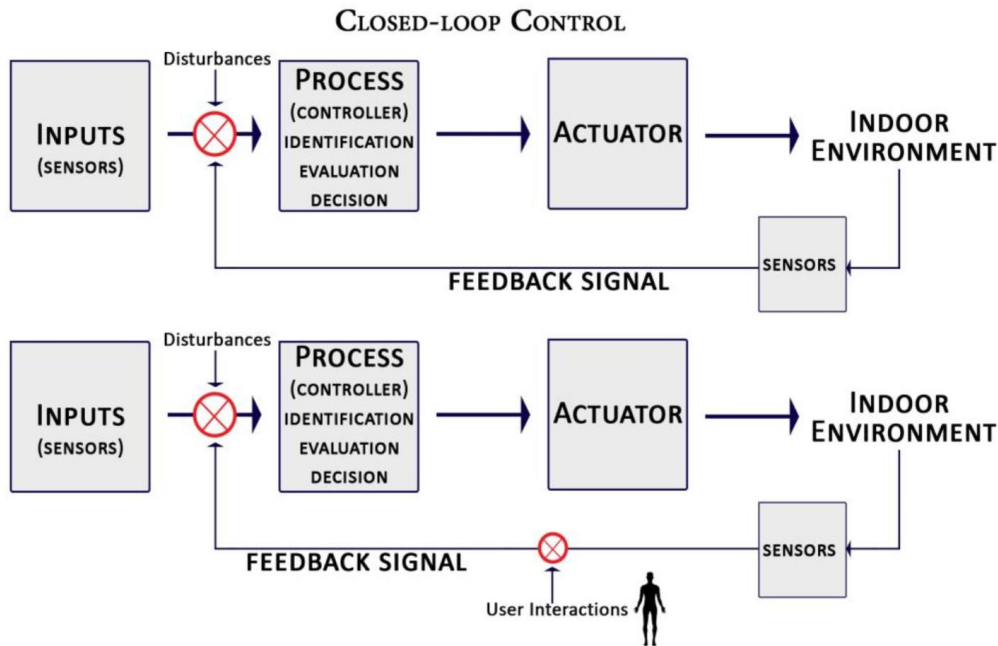 CLOSED-LOOP CONTROL
Disturbances
INPUTS
(SENSORS)
PROCESS
(CONTROLLER)
IDENTIFICATION
EVALUATION
DECISION
ACTUATOR
INDOOR
ENVIRONMENT
SENSORS
FEEDBACK SIGNAL
Disturbances
INPUTS
(SENSORS)
PROCESS
(CONTROLLER)
IDENTIFICATION
EVALUATION
DECISION
ACTUATOR
INDOOR
ENVIRONMENT
SENSORS
FEEDBACK SIGNAL
User Interactions